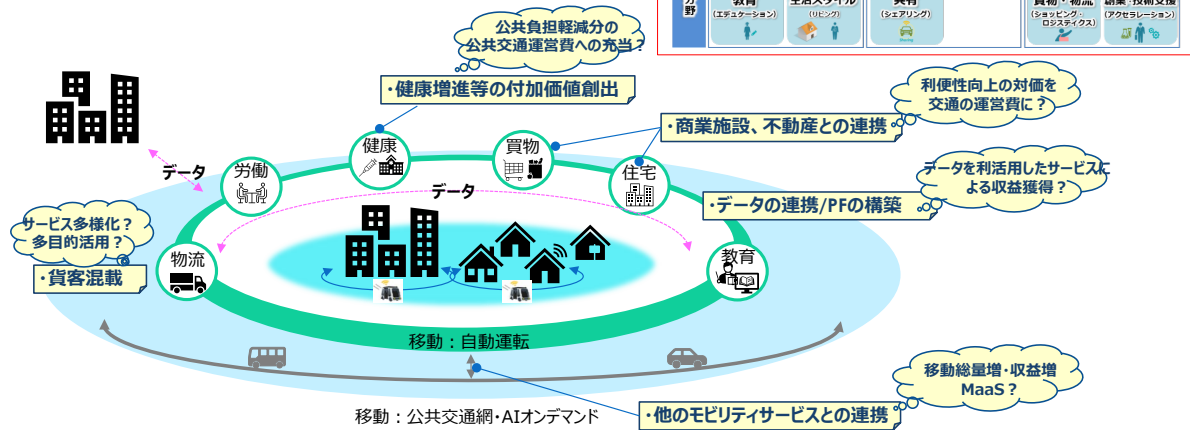 野
教育
(エデュケーション)
生活スタイル
(リビング)
共有
(シェアリング)
買物・物流
(ショッピング・
ロジスティクス)
創業・技術支援
(アクセラレーション)
公共負担軽減分の
公共交通運営費への充当?
・健康増進等の付加価値創出
利便性向上の対価を
交通の運営費に?
・商業施設、不動産との連携
データを利活用したサービスに
よる収益獲得?
・データの連携/PFの構築
サービス多様化?
多目的活用?
・貨客混載
データ
労働
健康
買物
住宅
データ
物流
教育
移動:自動運転
移動:公共交通網・AIオンデマンド
移動総量増・収益増
MaaS?
・他のモビリティサービスとの連携